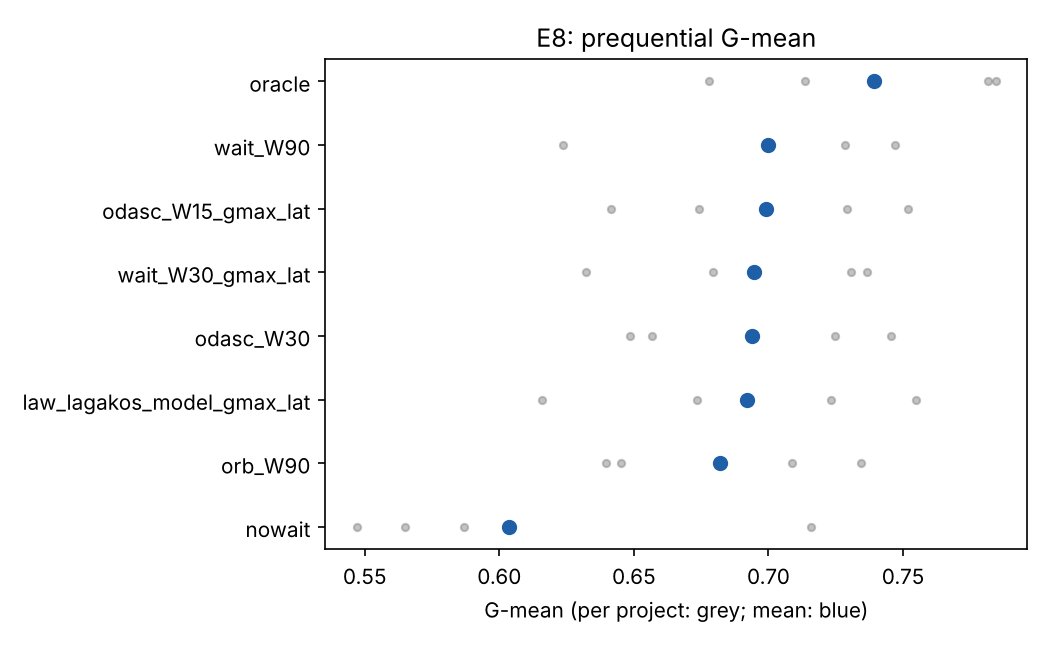 E8: prequential G-mean
oracle
wait_W90
odasc_W15_gmax_lat
wait_W30_gmax_lat
odasc_W30
law_lagakos_model_gmax_lat
orb_W90
nowait
0.55 0.60 0.65 0.70 0.75
G-mean (per project: grey; mean: blue)